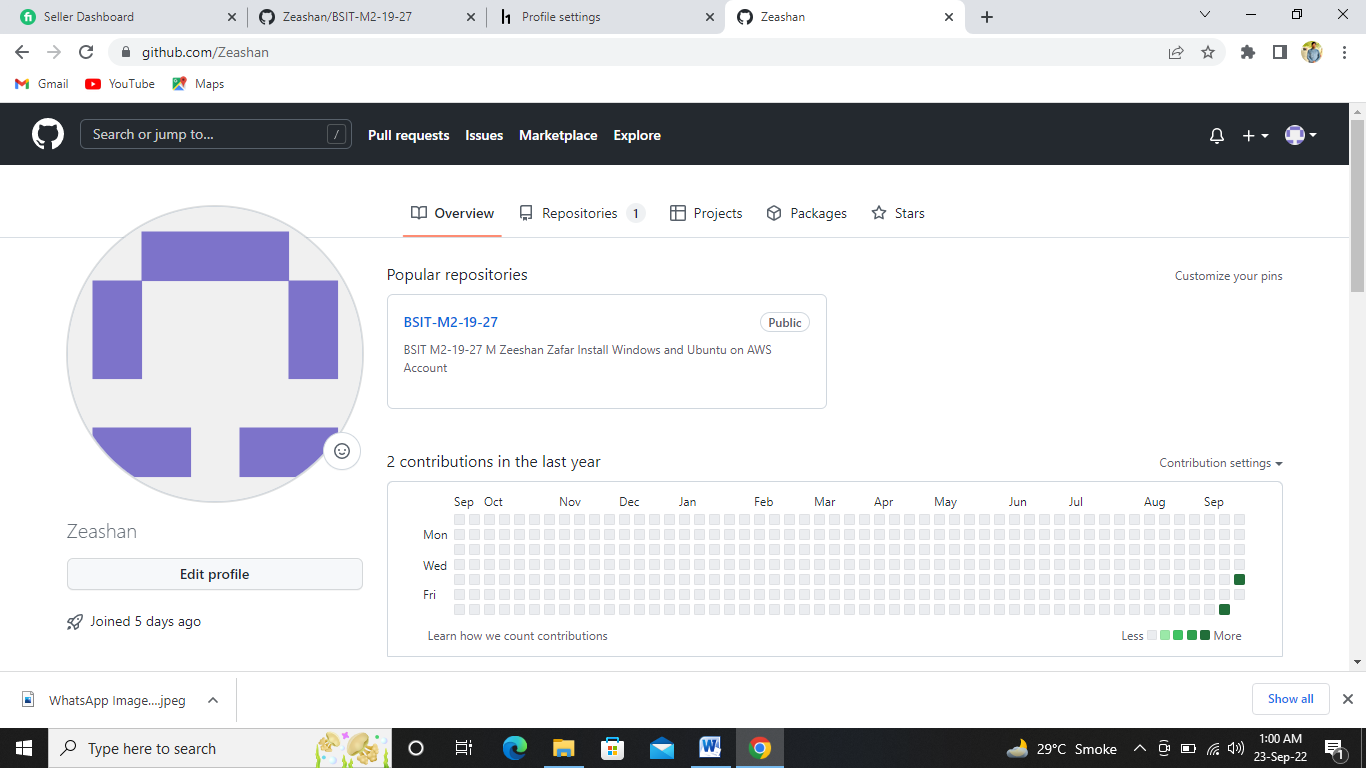 Seller Dashboard
Zeashan/BSIT-M2-19-27
Profile settings
Zeashan
github.com/Zeashan
Gmail
YouTube
Maps
Search or jump to...
/
Pull requests
Issues
Marketplace
Explore
Overview
Repositories 1
Projects
Packages
Stars
Popular repositories
Customize your pins
BSIT-M2-19-27
Public
BSIT M2-19-27 M Zeeshan Zafar Install Windows and Ubuntu on AWS
Account
2 contributions in the last year
Contribution settings
Sep Oct Nov Dec Jan Feb Mar Apr May Jun Jul Aug Sep
Mon
Wed
Fri
Learn how we count contributions
Less
More
Zeashan
Edit profile
Joined 5 days ago
WhatsApp Image....jpeg
Show all
Type here to search
29°C Smoke
1:00 AM
23-Sep-22
1